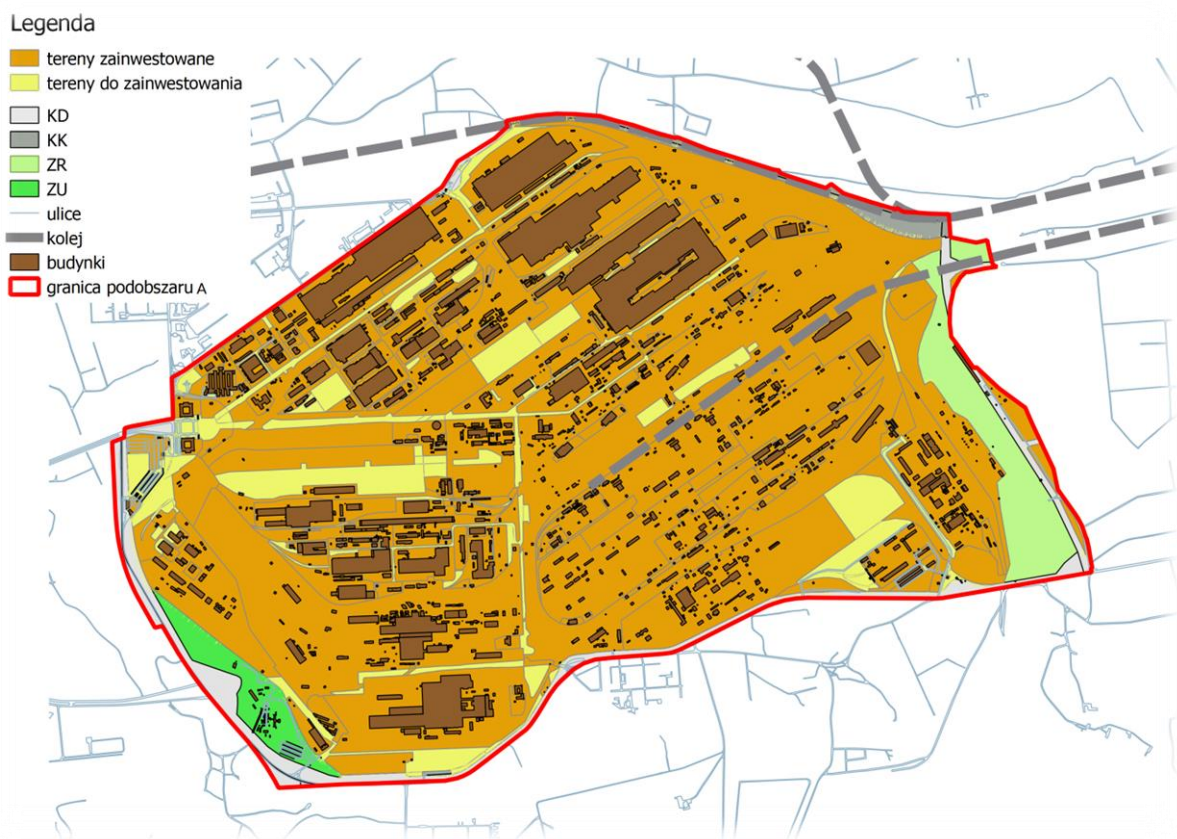 Legenda
tereny zainwestowane
tereny do zainwestowania
KD
KK
ZR
ZU
ulice
kolej
budynki
granica podobszaru A